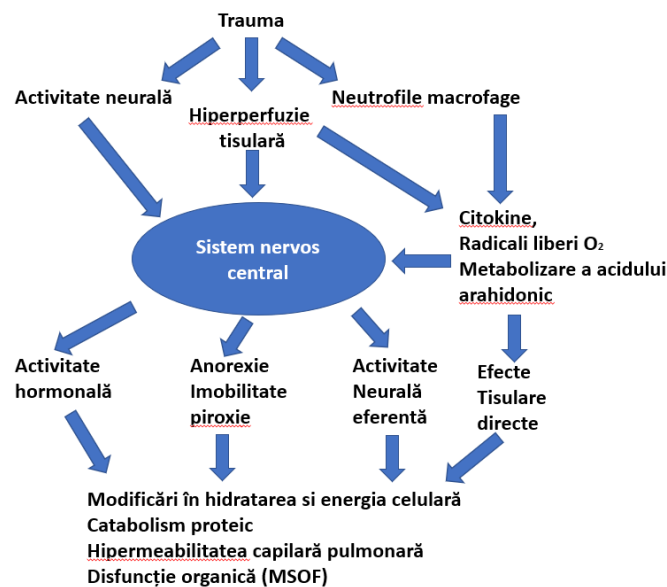 Trauma
Activitate neurală
Hiperperfuzie
tisulară
Neutrofile macrofage
Sistem nervos
central
Citokine,
Radicali liberi O₂
Metabolizare a acidului
arahidonic
Activitate
hormonală
Anorexie
Imobilitate
piroxie
Activitate
Neurală
eferentă
Efecte
Tisulare
directe
Modificări în hidratarea si energia celulară
Catabolism proteic
Hipermeabilitatea capilară pulmonară
Disfuncție organică (MSOF)